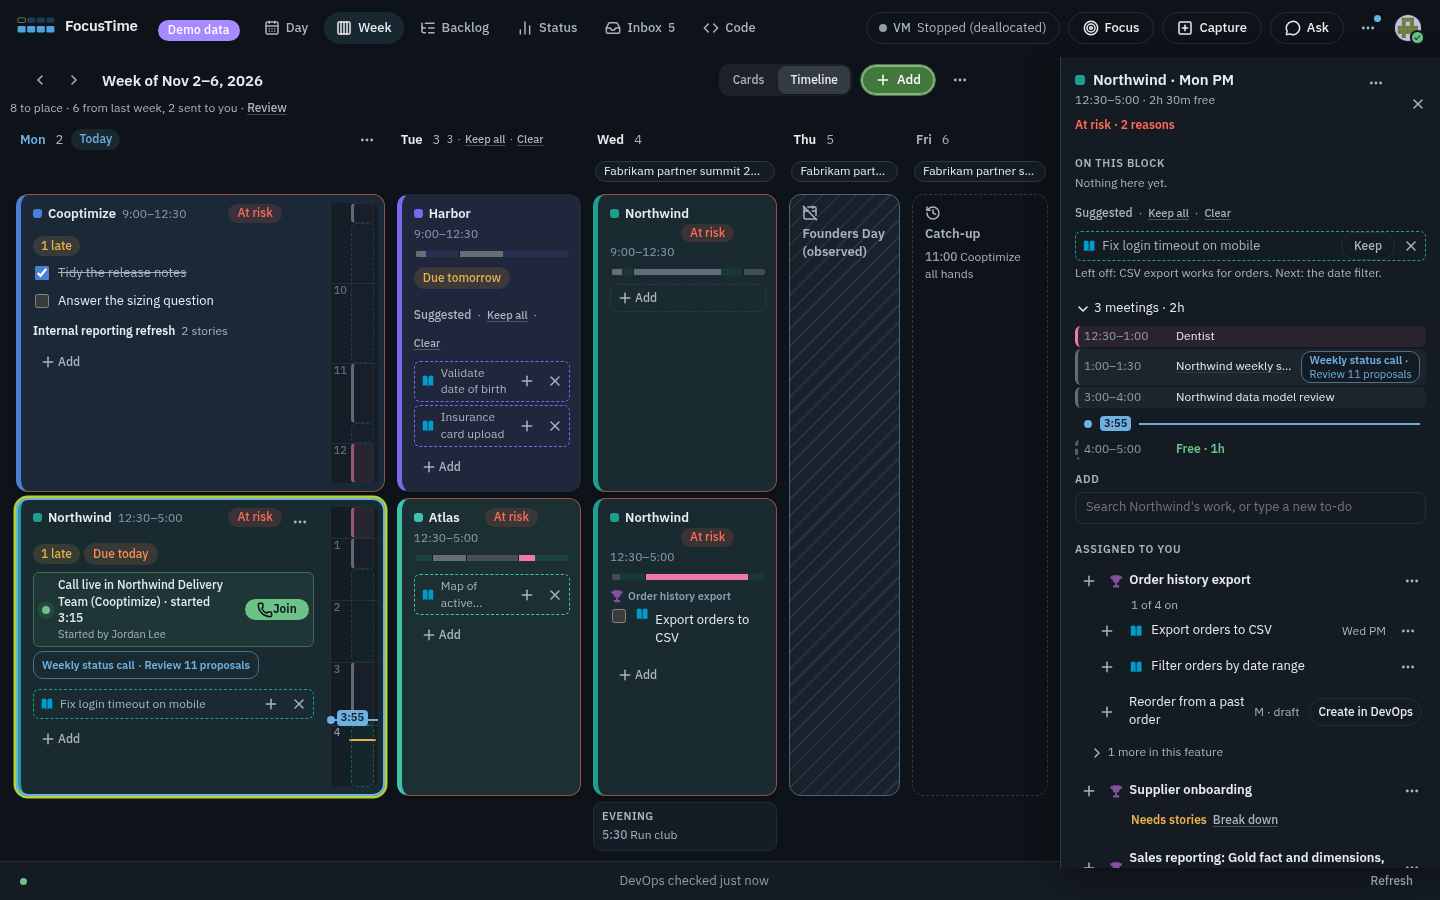 FocusTime
Demo data
Day
Week
Backlog
Status
Inbox 5
Code
VM Stopped (deallocated)
Focus
Capture
Ask
Week of Nov 2–6, 2026
Cards
Timeline
Add
8 to place · 6 from last week, 2 sent to you · Review
Mon 2 Today
Tue 3 3 · Keep all · Clear
Wed 4
Thu 5
Fri 6
Fabrikam partner summit 2...
Fabrikam part...
Fabrikam partner s...
Cooptimize 9:00–12:30 At risk
1 late
Tidy the release notes
Answer the sizing question
Internal reporting refresh 2 stories
Add
10
11
12
Harbor
9:00–12:30
Due tomorrow
Suggested · Keep all ·
Clear
Validate
date of birth
Insurance
card upload
Add
Northwind
At risk
9:00–12:30
Add
Founders Day
(observed)
Catch-up
11:00 Cooptimize
all hands
Northwind 12:30–5:00 At risk
1 late Due today
Call live in Northwind Delivery
Team (Cooptimize) · started
3:15
Started by Jordan Lee
Join
Weekly status call · Review 11 proposals
Fix login timeout on mobile
Add
1
2
3
3:55
4
Atlas At risk
12:30–5:00
Map of
active...
Add
Northwind
At risk
12:30–5:00
Order history export
Export orders to
CSV
Add
EVENING
5:30 Run club
Northwind · Mon PM
12:30–5:00 · 2h 30m free
At risk · 2 reasons
ON THIS BLOCK
Nothing here yet.
Suggested · Keep all · Clear
Fix login timeout on mobile Keep
Left off: CSV export works for orders. Next: the date filter.
3 meetings · 2h
12:30–1:00 Dentist
1:00–1:30 Northwind weekly s...
Weekly status call ·
Review 11 proposals
3:00–4:00 Northwind data model review
3:55
4:00–5:00 Free · 1h
ADD
Search Northwind's work, or type a new to-do
ASSIGNED TO YOU
Order history export
1 of 4 on
Export orders to CSV Wed PM
Filter orders by date range
Reorder from a past
order
M · draft
Create in DevOps
1 more in this feature
Supplier onboarding
Needs stories Break down
Sales reporting: Gold fact and dimensions,
DevOps checked just now
Refresh